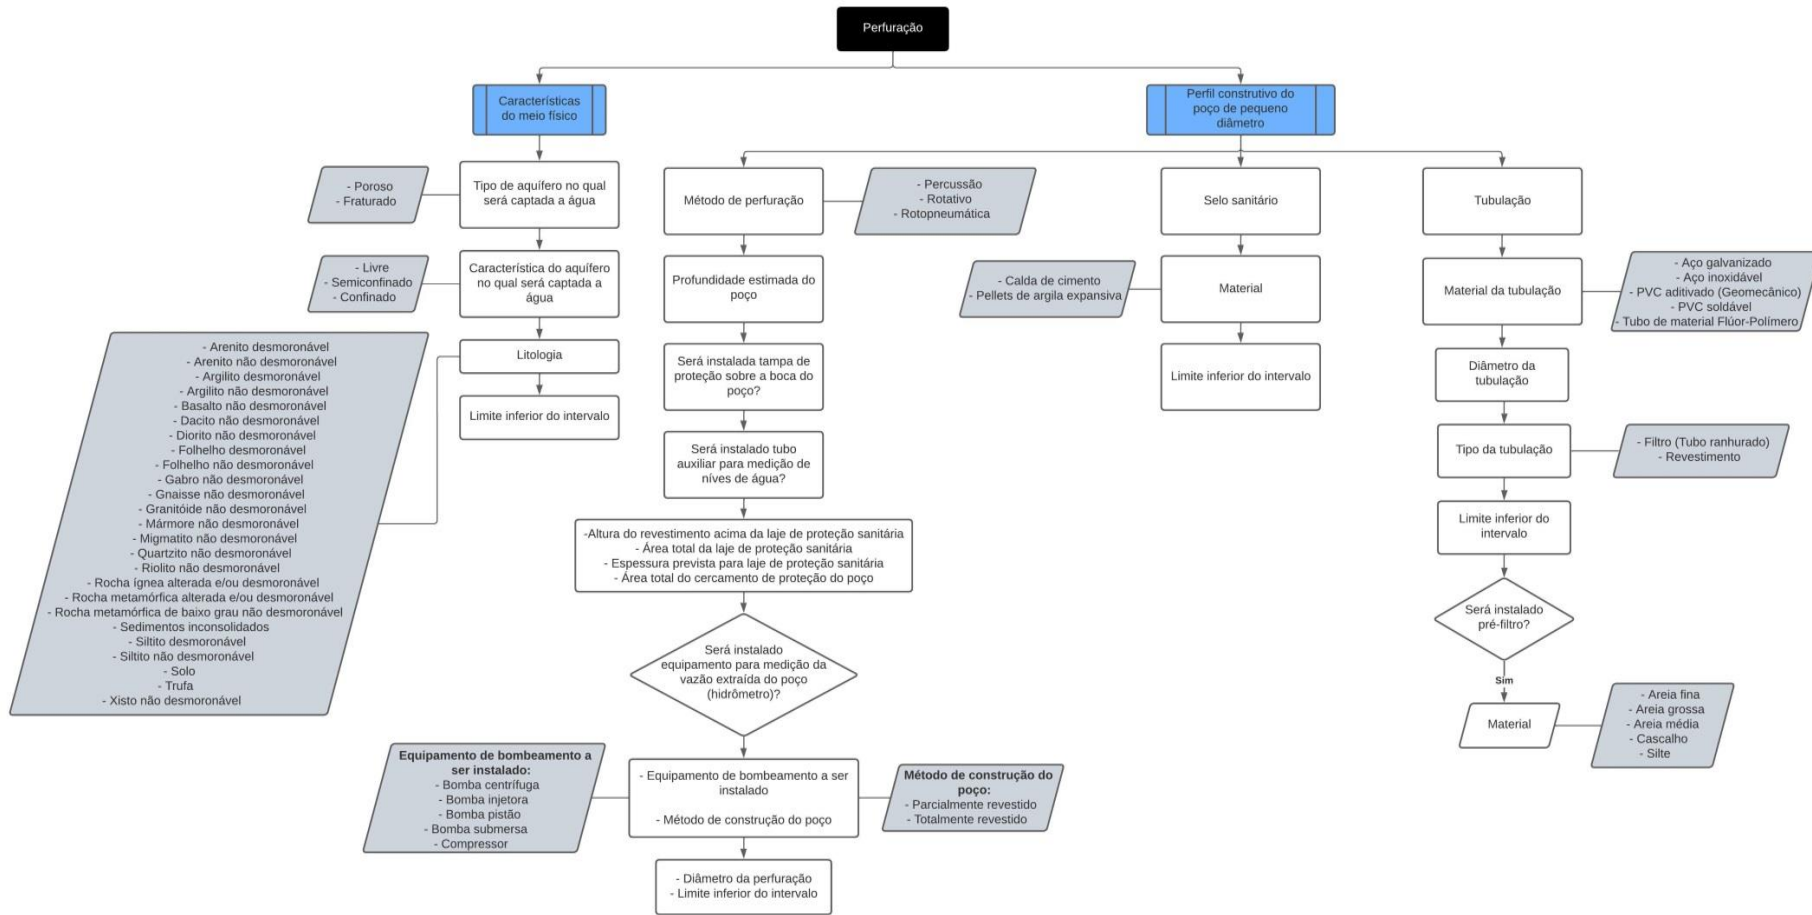 Perfuração
Características
do meio físico
Perfil construtivo do
poço de pequeno
diâmetro
- Poroso
- Fraturado
Tipo de aquífero no qual
será captada a água
- Livre
- Semiconfinado
- Confinado
Característica do aquífero
no qual será captada a
água
- Arenito desmoronável
- Arenito não desmoronável
- Argilito desmoronável
- Argilito não desmoronável
- Basalto não desmoronável
- Dacito não desmoronável
- Diorito não desmoronável
- Folhelho desmoronável
- Folhelho não desmoronável
- Gabro não desmoronável
- Gnaisse não desmoronável
- Granitóide não desmoronável
- Mármore não desmoronável
- Migmatito não desmoronável
- Quartzito não desmoronável
- Riolito não desmoronável
- Rocha ígnea alterada e/ou desmoronável
- Rocha metamórfica alterada e/ou desmoronável
- Rocha metamórfica de baixo grau não desmoronável
- Sedimentos inconsolidados
- Siltito desmoronável
- Siltito não desmoronável
- Solo
- Trufa
- Xisto não desmoronável
Litologia
Limite inferior do intervalo
Método de perfuração
- Percussão
- Rotativo
- Rotopneumática
Profundidade estimada do
poço
Será instalada tampa de
proteção sobre a boca do
poço?
Será instalado tubo
auxiliar para medição de
níves de água?
-Altura do revestimento acima da laje de proteção sanitária
- Área total da laje de proteção sanitária
- Espessura prevista para laje de proteção sanitária
- Área total do cercamento de proteção do poço
Será instalado
equipamento para medição da
vazão extraída do poço
(hidrômetro)?
Equipamento de bombeamento a
ser instalado:
- Bomba centrífuga
- Bomba injetora
- Bomba pistão
- Bomba submersa
- Compressor
- Equipamento de bombeamento a ser
instalado
- Método de construção do poço
Método de construção do
poço:
- Parcialmente revestido
- Totalmente revestido
- Diâmetro da perfuração
- Limite inferior do intervalo
Selo sanitário
- Calda de cimento
- Pellets de argila expansiva
Material
Limite inferior do intervalo
Tubulação
Material da tubulação
- Aço galvanizado
- Aço inoxidável
- PVC aditivado (Geomecânico)
- PVC soldável
- Tubo de material Flúor-Polímero
Diâmetro da
tubulação
Tipo da tubulação
- Filtro (Tubo ranhurado)
- Revestimento
Limite inferior do
intervalo
Será instalado
pré-filtro?
Sim
Material
- Areia fina
- Areia grossa
- Areia média
- Cascalho
- Silte